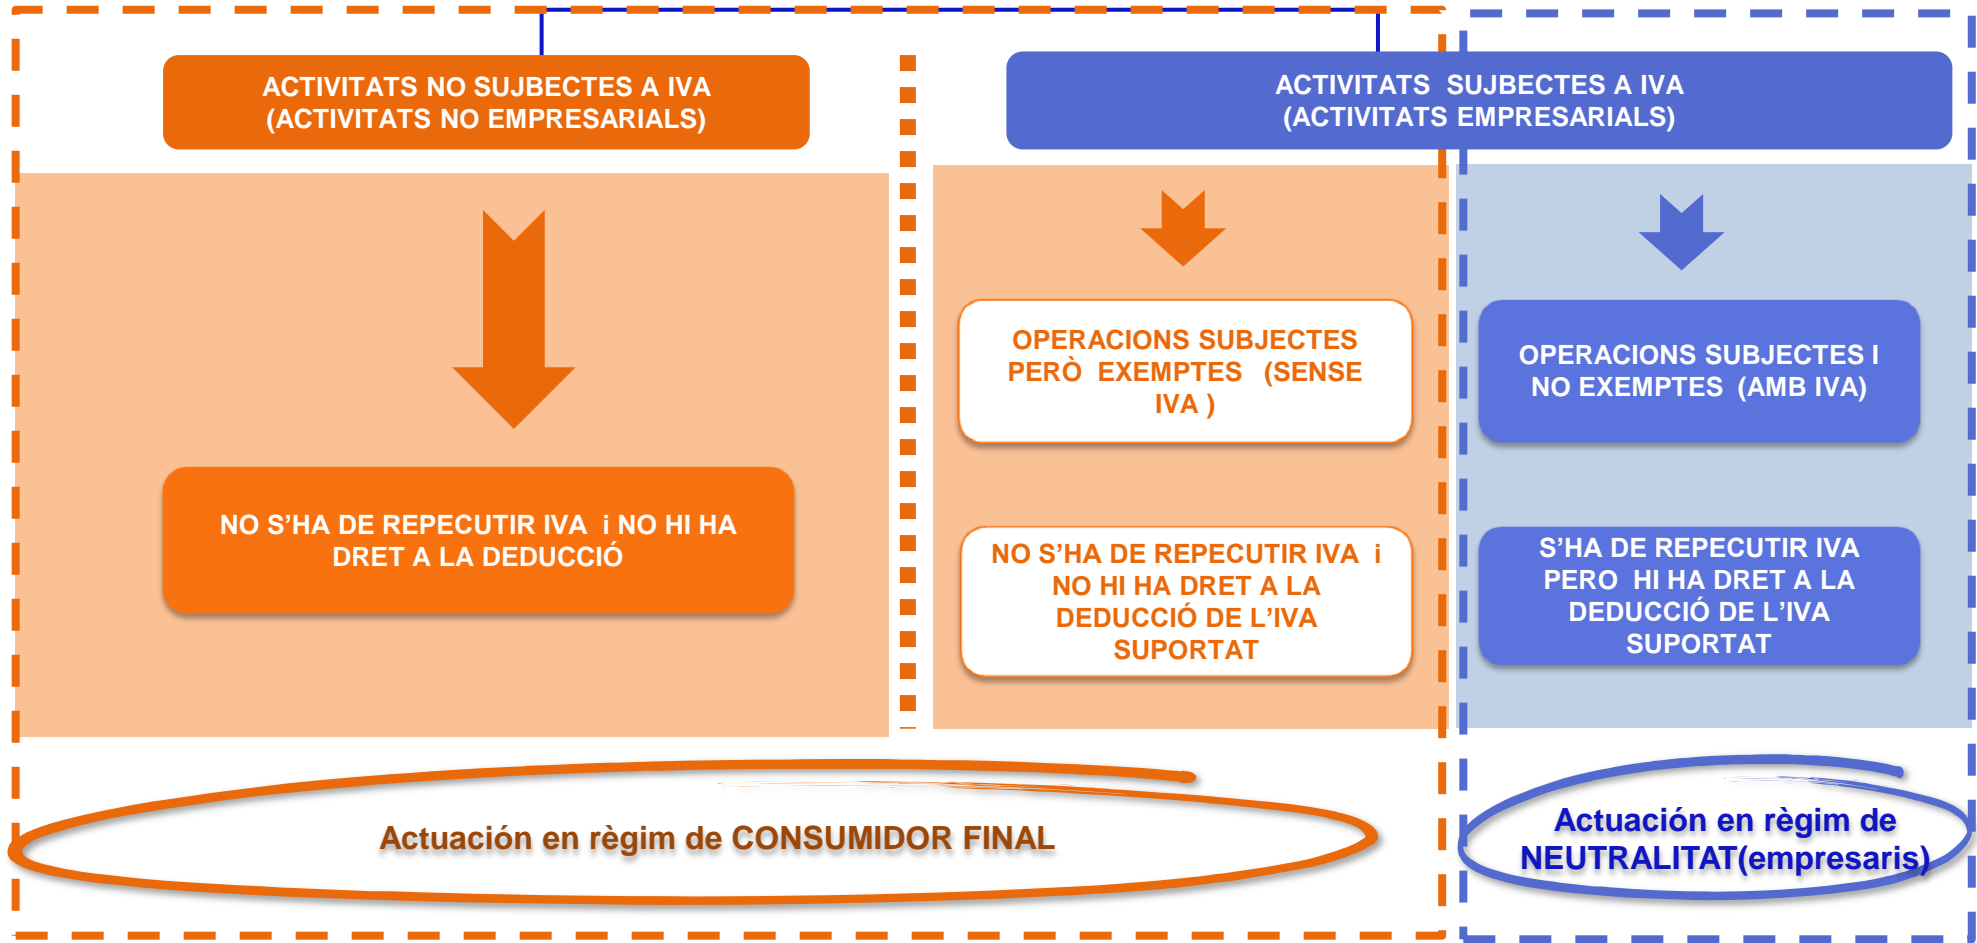 ACTIVITATS NO SUJBECTES A IVA
(ACTIVITATS NO EMPRESARIALS)
NO S’HA DE REPECUTIR IVA i NO HI HA
DRET A LA DEDUCCIÓ
ACTIVITATS SUJBECTES A IVA
(ACTIVITATS EMPRESARIALS)
OPERACIONS SUBJECTES
PERÒ EXEMPTES (SENSE
IVA )
NO S’HA DE REPECUTIR IVA i
NO HI HA DRET A LA
DEDUCCIÓ DE L’IVA
SUPORTAT
OPERACIONS SUBJECTES I
NO EXEMPTES (AMB IVA)
S’HA DE REPECUTIR IVA
PERO HI HA DRET A LA
DEDUCCIÓ DE L’IVA
SUPORTAT
Actuación en règim de CONSUMIDOR FINAL
Actuación en règim de
NEUTRALITAT(empresaris)